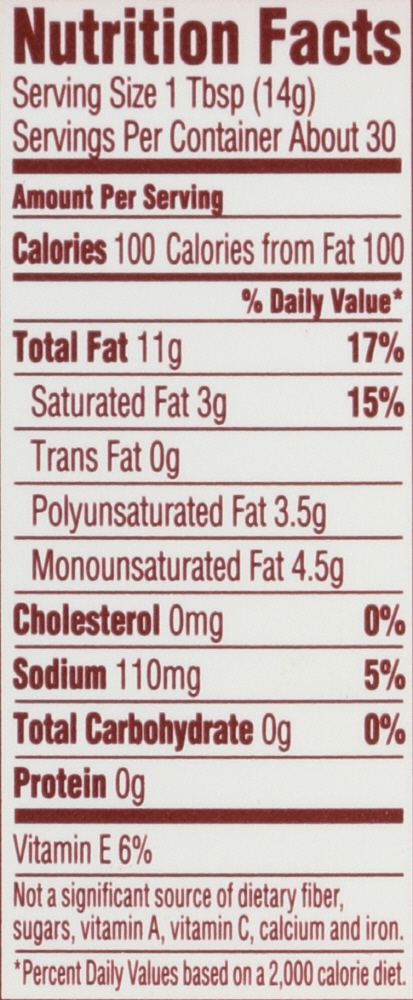 Nutrition Facts
Serving Size 1 Tbsp (14g)
Servings Per Container About 30
Amount Per Serving
Calories 100 Calories from Fat 100
% Daily Value*
Total Fat 11g 17%
Saturated Fat 3g 15%
Trans Fat 0g
Polyunsaturated Fat 3.5g
Monounsaturated Fat 4.5g
Cholesterol 0mg 0%
Sodium 110mg 5%
Total Carbohydrate 0g 0%
Protein 0g
Vitamin E 6%
Not a significant source of dietary fiber,
sugars, vitamin A, vitamin C, calcium and iron.
*Percent Daily Values based on a 2,000 calorie diet.